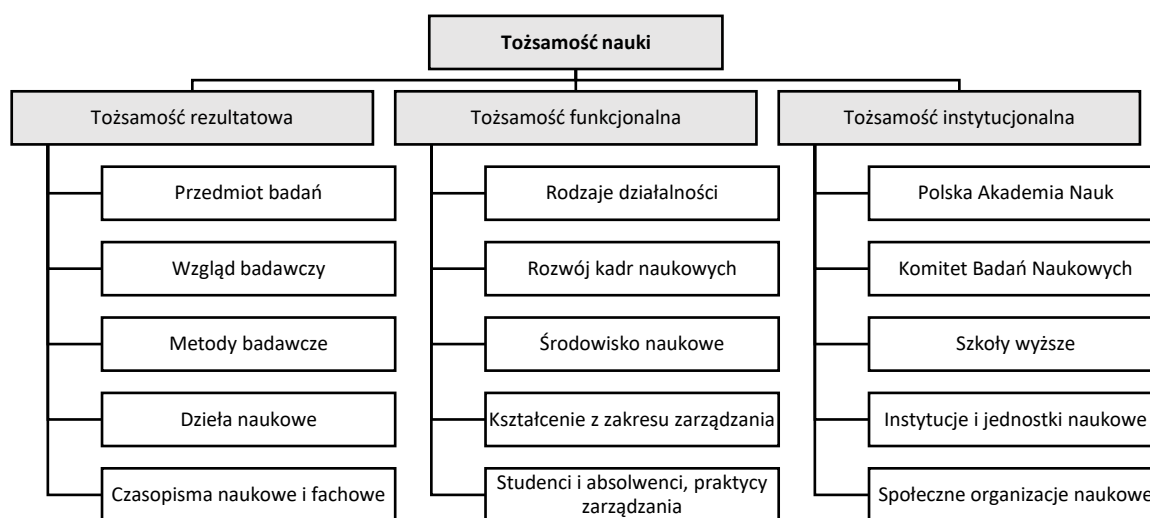 Tożsamość nauki
Tożsamość rezultatowa
Przedmiot badań
Wzgląd badawczy
Metody badawcze
Dzieła naukowe
Czasopisma naukowe i fachowe
Tożsamość funkcjonalna
Rodzaje działalności
Rozwój kadr naukowych
Środowisko naukowe
Kształcenie z zakresu zarządzania
Studenci i absolwenci, praktycy
zarządzania
Tożsamość instytucjonalna
Polska Akademia Nauk
Komitet Badań Naukowych
Szkoły wyższe
Instytucje i jednostki naukowe
Społeczne organizacje naukowe